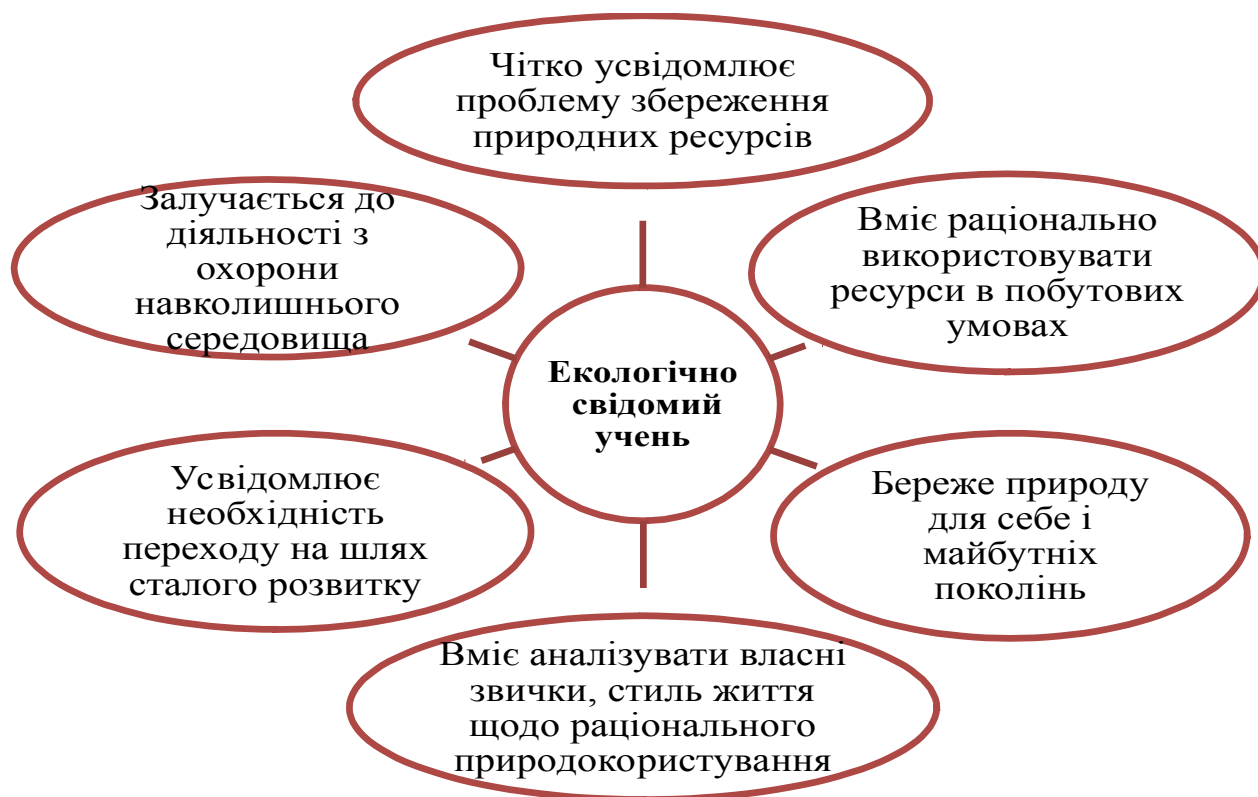 Чітко усвідомлює
проблему збереження
природних ресурсів
Залучається до
діяльності з
охорони
навколишнього
середовища
Вміє раціонально
використовувати
ресурси в побутових
умовах
Екологічно
свідомий
учень
Усвідомлює
необхідність
переходу на шлях
сталого розвитку
Береже природу
для себе і
майбутніх
поколінь
Вміє аналізувати власні
звички, стиль життя
щодо раціонального
природокористування